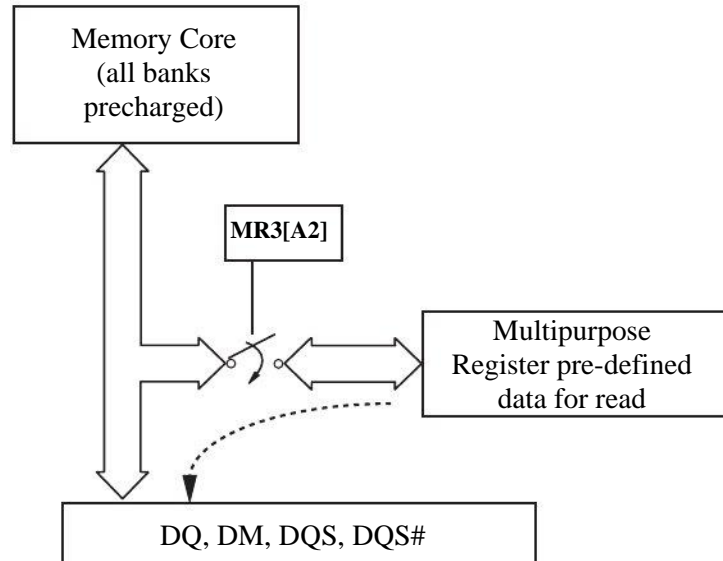 Memory Core
(all banks
precharged)
MR3[A2]
Multipurpose
Register pre-defined
data for read
DQ, DM, DQS, DQS#